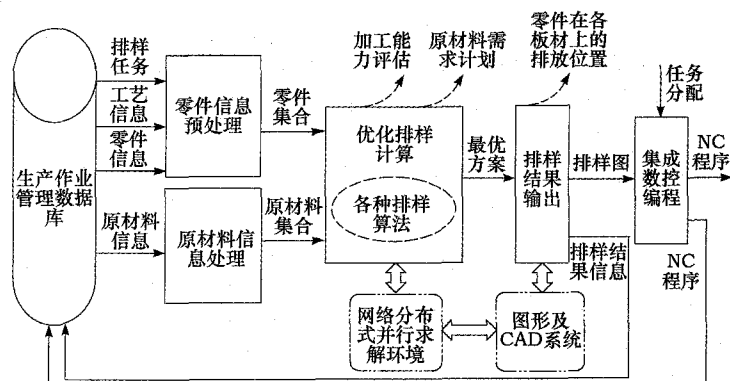 排样
任务
工艺
信息
零件
信息
生产作业
管理数据
库
原材料
信息
零件信息
预处理
原材料信
息处理
零件
集合
原材料
集合
加工能
力评估
原材料需
求计划
优化排样
计算
各种排样
算法
最优
方案
零件在各
板材上的
排放位置
排样
结果
输出
排样图
排样结
果信息
任务
分配
集成
数控
编程
NC
程序
NC
程序
网络分布
式并行求
解环境
图形及
CAD系统